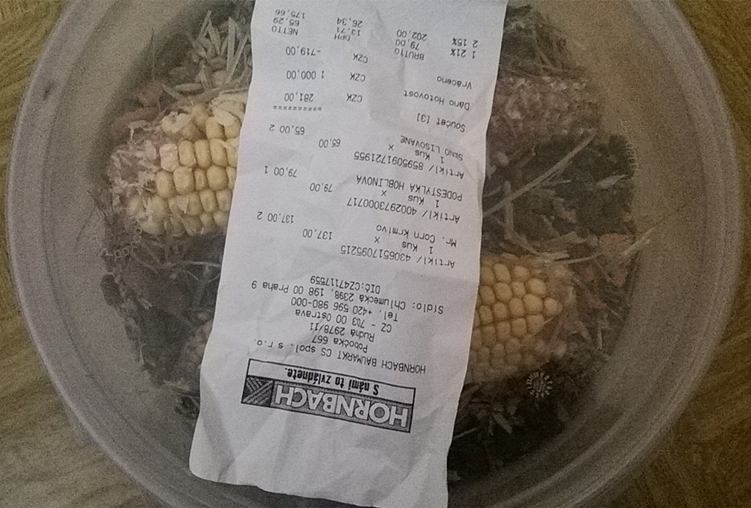 HORNBACH
S námi to zvládnete.
HORNBACH BAUMARKT CS spol. s r.o.
Pobočka 667
Rudná 2978/11
CZ - 703 00 Ostrava
Tel. +420 596 980-000
Sídlo: Chlumecká 2398, 198 00 Praha 9
DIČ:CZ47117559
Artikl/ 4306517095215
1 Kus x 137,00 137,00 2
Mr. Corn krmivo
Artikl/ 4002973000717
1 Kus x 79,00 79,00 1
PODESTÝLKA HOBLINOVA
Artikl/ 8595091721955
1 Kus x 65,00 65,00 2
SENO LISOVANÉ
========
Součet [3] CZK 281,00
Dáno Hotovost CZK 1 000,00
Vráceno CZK -719,00
BRUTTO DPH NETTO
1 21% 79,00 13,71 65,29
2 15% 202,00 26,34 175,66